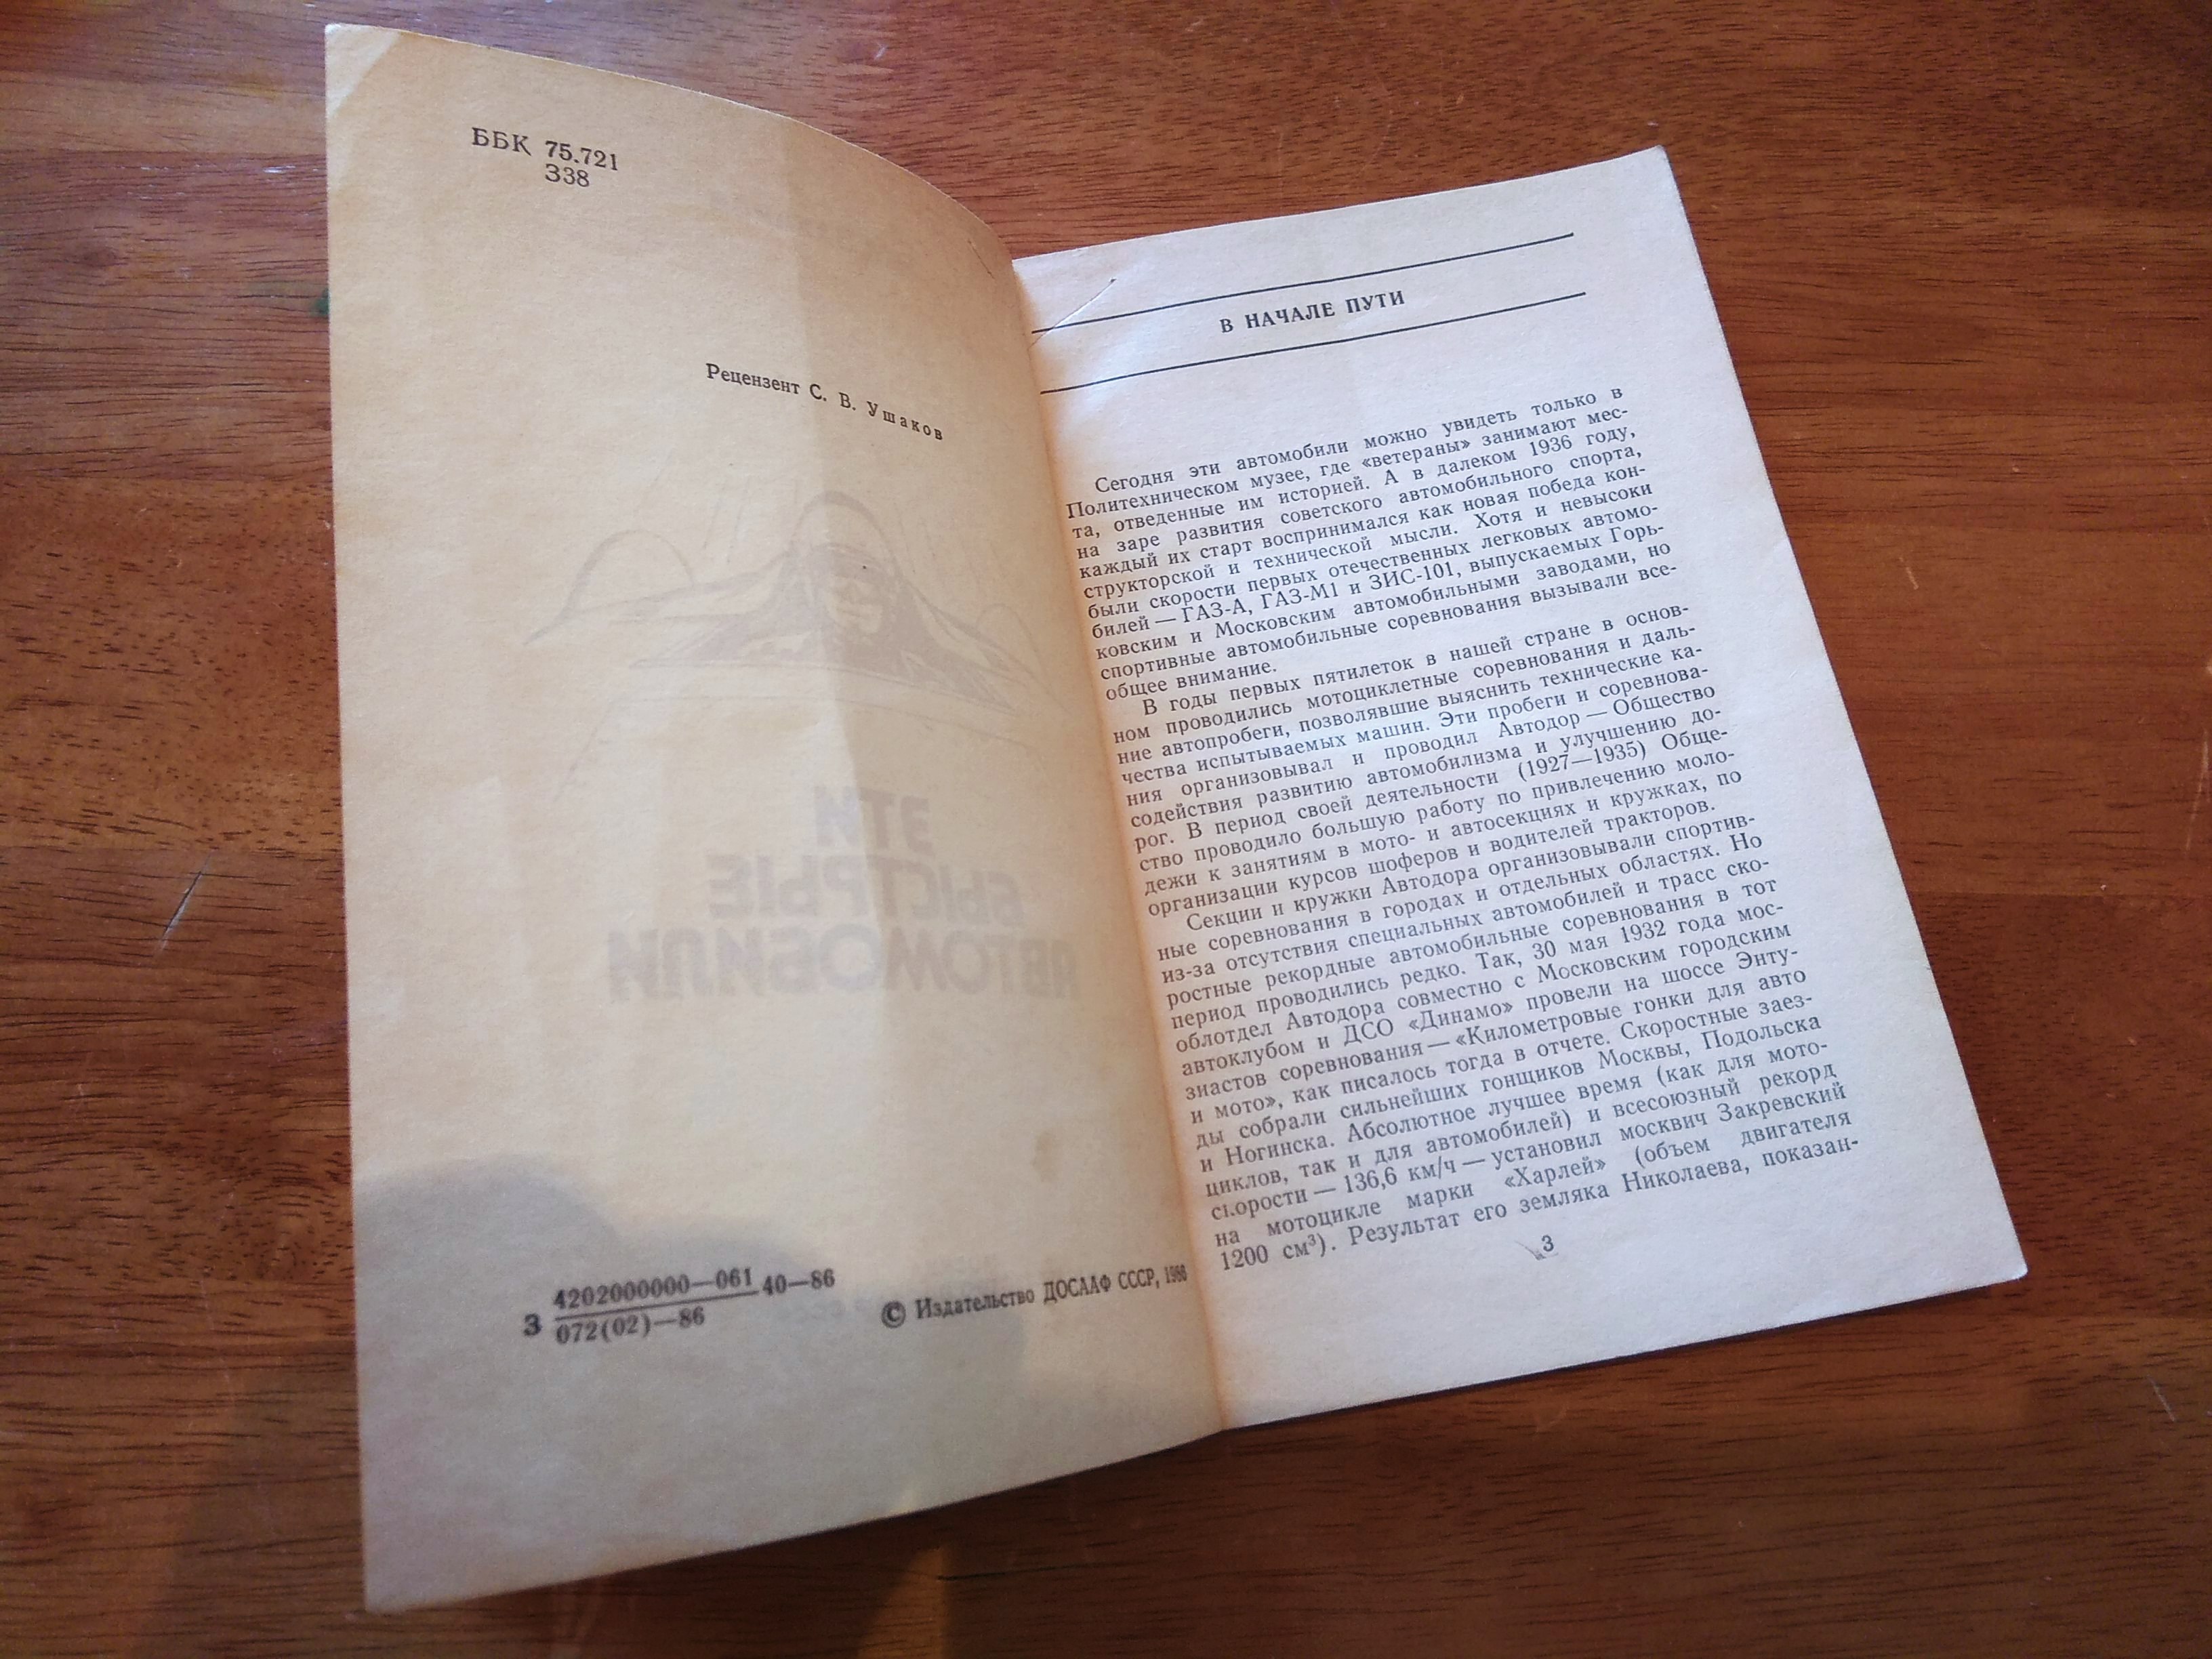 ББК 75.721
З38
Рецензент С. В. Ушаков
ЭТИ
БЫСТРЫЕ
АВТОМОБИЛИ
З 4202000000—061 40—86
072(02)—86
© Издательство ДОСААФ СССР, 1986
В НАЧАЛЕ ПУТИ
Сегодня эти автомобили можно увидеть только в
Политехническом музее, где «ветераны» занимают мес-
та, отведенные им историей. А в далеком 1936 году,
на заре развития советского автомобильного спорта,
каждый их старт воспринимался как новая победа кон-
структорской и технической мысли. Хотя и невысоки
были скорости первых отечественных легковых автомо-
билей — ГАЗ-А, ГАЗ-М1 и ЗИС-101, выпускаемых Горь-
ковским и Московским автомобильными заводами, но
спортивные автомобильные соревнования вызывали все-
общее внимание.
В годы первых пятилеток в нашей стране в основ-
ном проводились мотоциклетные соревнования и даль-
ние автопробеги, позволявшие выяснить технические ка-
чества испытываемых машин. Эти пробеги и соревнова-
ния организовывал и проводил Автодор — Общество
содействия развитию автомобилизма и улучшению до-
рог. В период своей деятельности (1927—1935) Обще-
ство проводило большую работу по привлечению моло-
дежи к занятиям в мото- и автосекциях и кружках, по
организации курсов шоферов и водителей тракторов.
Секции и кружки Автодора организовывали спортив-
ные соревнования в городах и отдельных областях. Но
из-за отсутствия специальных автомобилей и трасс ско-
ростные рекордные автомобильные соревнования в тот
период проводились редко. Так, 30 мая 1932 года мос-
облотдел Автодора совместно с Московским городским
автоклубом и ДСО «Динамо» провели на шоссе Энту-
зиастов соревнования — «Километровые гонки для авто
и мото», как писалось тогда в отчете. Скоростные заез-
ды собрали сильнейших гонщиков Москвы, Подольска
и Ногинска. Абсолютное лучшее время (как для мото-
циклов, так и для автомобилей) и всесоюзный рекорд
скорости — 136,6 км/ч — установил москвич Закревский
на мотоцикле марки «Харлей» (объем двигателя
1200 см³). Результат его земляка Николаева, показан-
3